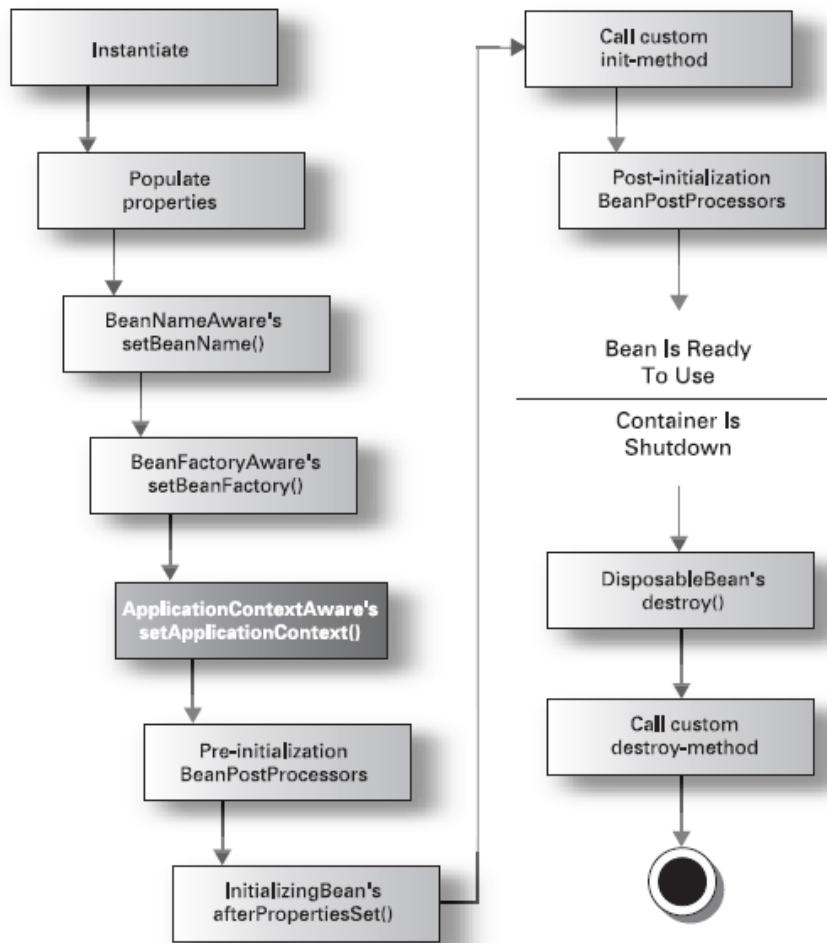 Instantiate
Populate
properties
BeanNameAware's
setBeanName()
BeanFactoryAware's
setBeanFactory()
ApplicationContextAware's
setApplicationContext()
Pre-initialization
BeanPostProcessors
InitializingBean's
afterPropertiesSet()
Call custom
init-method
Post-initialization
BeanPostProcessors
Bean Is Ready
To Use
Container Is
Shutdown
DisposableBean's
destroy()
Call custom
destroy-method